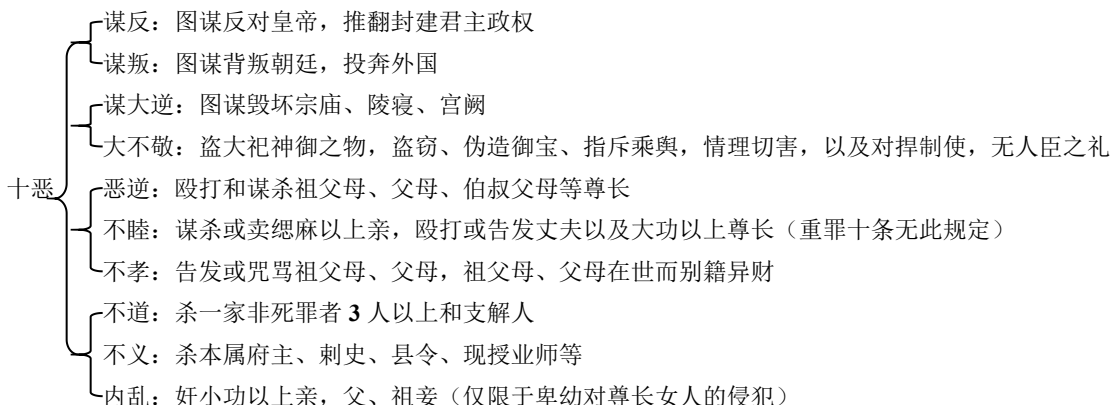 谋反：图谋反对皇帝，推翻封建君主政权
谋叛：图谋背叛朝廷，投奔外国
谋大逆：图谋毁坏宗庙、陵寝、宫阙
大不敬：盗大祀神御之物，盗窃、伪造御宝、指斥乘舆，情理切害，以及对捍制使，无人臣之礼
十恶
恶逆：殴打和谋杀祖父母、父母、伯叔父母等尊长
不睦：谋杀或卖缌麻以上亲，殴打或告发丈夫以及大功以上尊长（重罪十条无此规定）
不孝：告发或咒骂祖父母、父母，祖父母、父母在世而别籍异财
不道：杀一家非死罪者 3 人以上和支解人
不义：杀本属府主、刺史、县令、现授业师等
内乱：奸小功以上亲，父、祖妾（仅限于卑幼对尊长女人的侵犯）